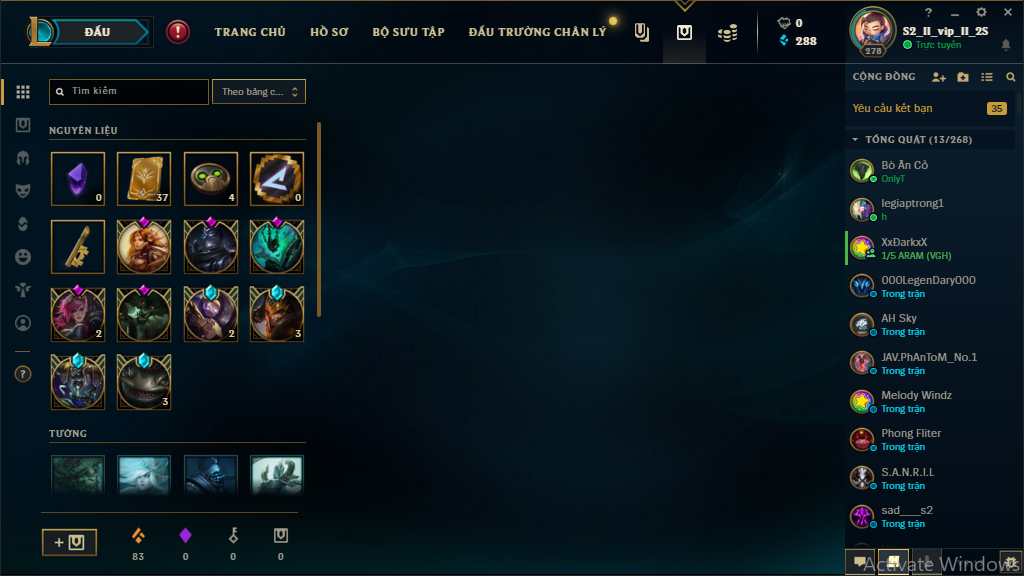 ĐẤU
TRANG CHỦ
HỒ SƠ
BỘ SƯU TẬP
ĐẤU TRƯỜNG CHÂN LÝ
0
288
278
S2_II_vip_II_2S
Trực tuyến
Tìm kiếm
Theo bảng c...
NGUYÊN LIỆU
0
37
4
0
2
2
3
3
TƯỚNG
83
0
0
0
CỘNG ĐỒNG
Yêu cầu kết bạn
35
TỔNG QUÁT (13/268)
Bò Ăn Cỏ
OnlyT
legiaptrong1
h
XxĐarkxX
1/5 ARAM (VGH)
000LegenDary000
Trong trận
AH Sky
Trong trận
JAV.PhAnToM_No.1
Trong trận
Melody Windz
Trong trận
Phong Fliter
Trong trận
S.A.N.R.I.L
Trong trận
sad___s2
Trong trận
Activate Windows